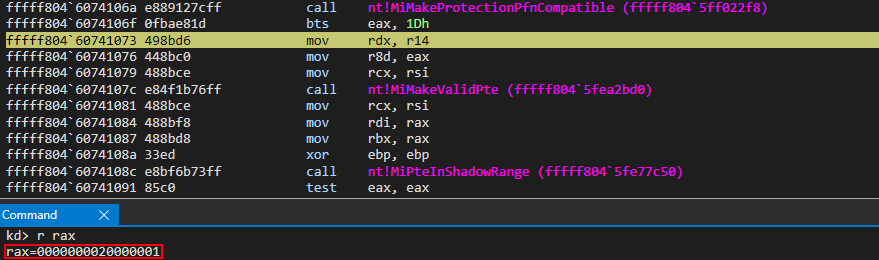 fffff804`6074106a e889127cff call nt!MiMakeProtectionPfnCompatible (fffff804`5ff022f8)
fffff804`6074106f 0fbae81d bts eax, 1Dh
fffff804`60741073 498bd6 mov rdx, r14
fffff804`60741076 448bc0 mov r8d, eax
fffff804`60741079 488bce mov rcx, rsi
fffff804`6074107c e84f1b76ff call nt!MiMakeValidPte (fffff804`5fea2bd0)
fffff804`60741081 488bce mov rcx, rsi
fffff804`60741084 488bf8 mov rdi, rax
fffff804`60741087 488bd8 mov rbx, rax
fffff804`6074108a 33ed xor ebp, ebp
fffff804`6074108c e8bf6b73ff call nt!MiPteInShadowRange (fffff804`5fe77c50)
fffff804`60741091 85c0 test eax, eax
Command X
kd> r rax
rax=0000000020000001